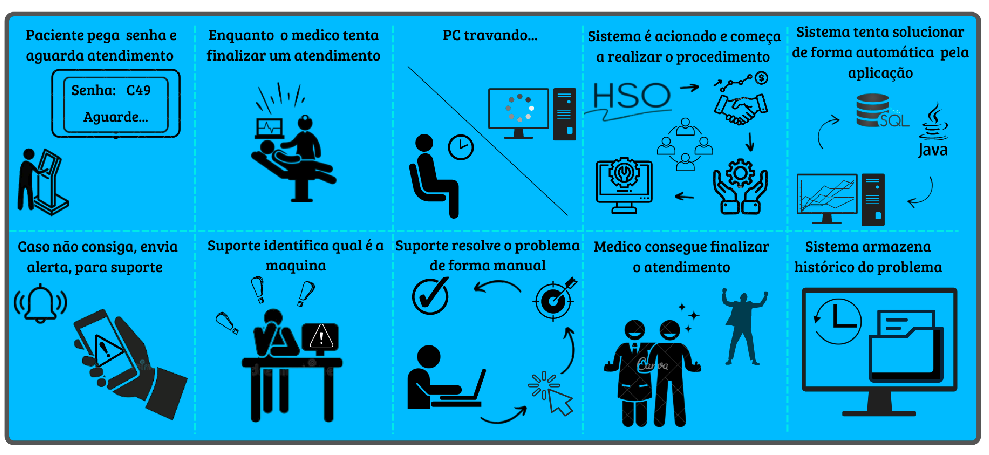 Paciente pega senha e
aguarda atendimento
Senha: C49
Aguarde...
Enquanto o medico tenta
finalizar um atendimento
PC travando...
Sistema é acionado e começa
a realizar o procedimento
HSO
Sistema tenta solucionar
de forma automática pela
aplicação
SQL
Java
Caso não consiga, envia
alerta, para suporte
Suporte identifica qual é a
maquina
Suporte resolve o problema
de forma manual
Medico consegue finalizar
o atendimento
Canva
Sistema armazena
histórico do problema